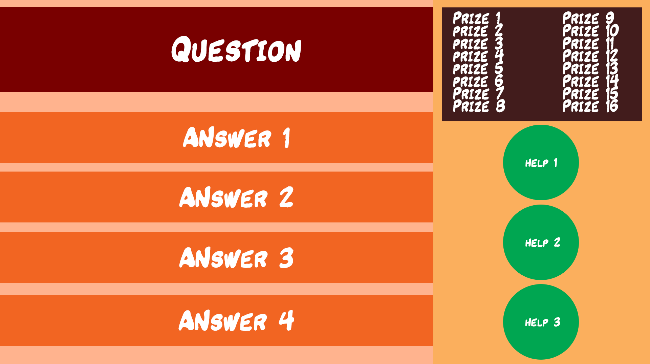 Question
Answer 1
Answer 2
Answer 3
Answer 4
Prize 1
Prize 2
Prize 3
Prize 4
Prize 5
Prize 6
Prize 7
Prize 8
Prize 9
Prize 10
Prize 11
Prize 12
Prize 13
Prize 14
Prize 15
Prize 16
Help 1
Help 2
Help 3